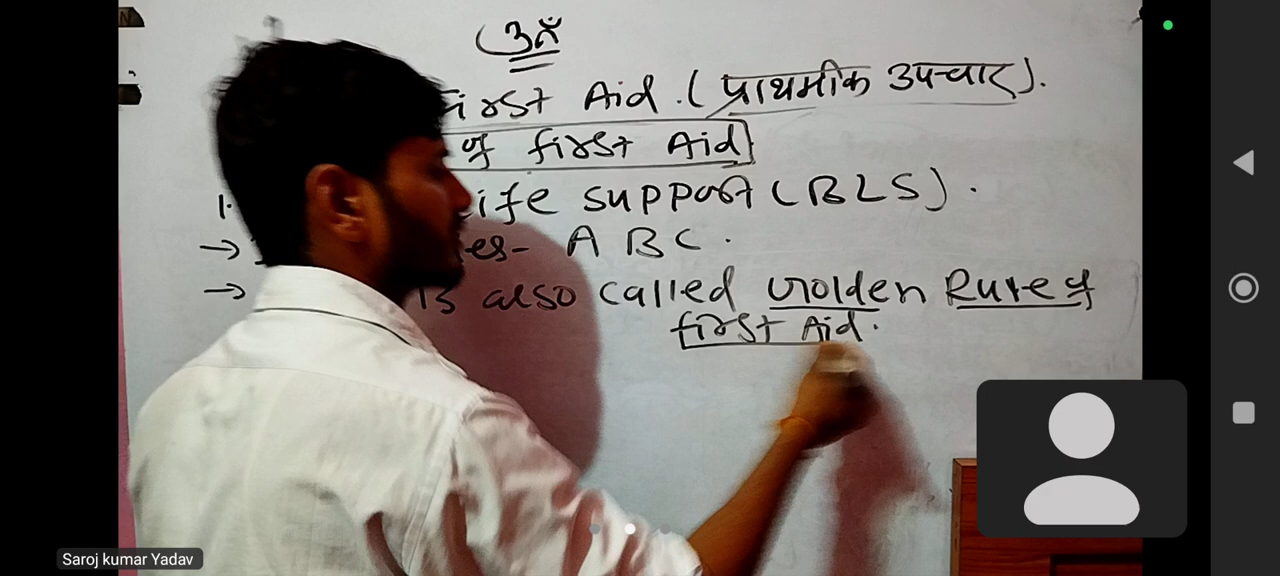 ॐ
First Aid. (प्राथमीक उपचार).
of first Aid
1. Life support (BLS).
→ es- A B C.
→ Is also called Golden Rule of
first Aid.
Saroj kumar Yadav